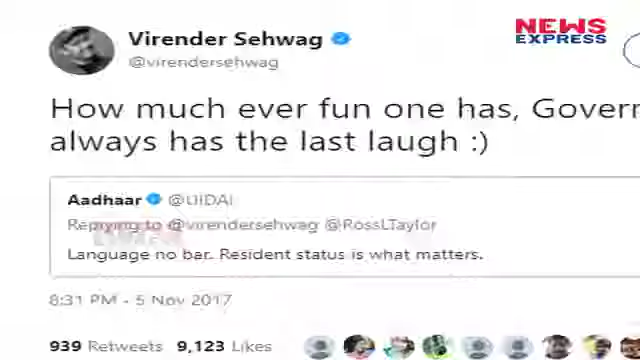 NEWS
EXPRESS
Virender Sehwag
@virendersehwag
How much ever fun one has, Govern
always has the last laugh :)
Aadhaar @UIDAI
Replying to @virendersehwag @RossLTaylor
Language no bar. Resident status is what matters.
8:31 PM - 5 Nov 2017
939 Retweets 9,123 Likes